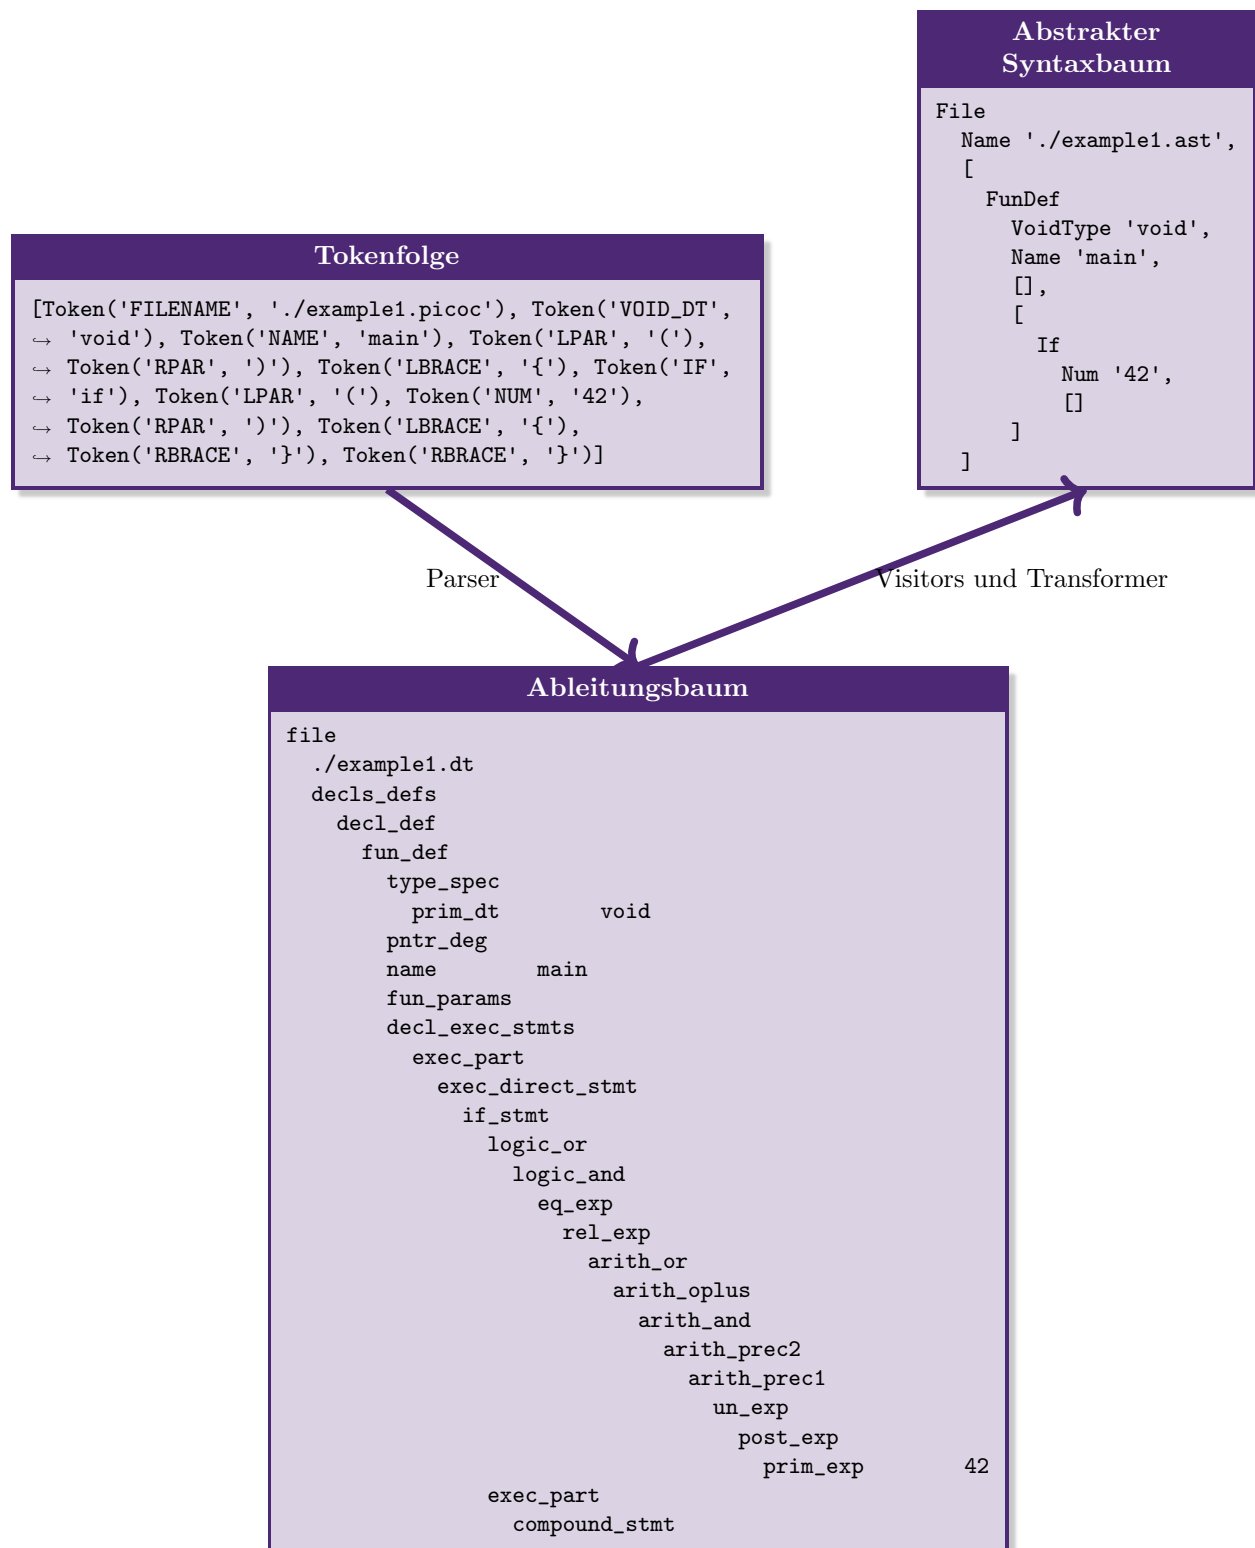 Abstrakter
Syntaxbaum
File
  Name './example1.ast',
  [
    FunDef
      VoidType 'void',
      Name 'main',
      [],
      [
        If
          Num '42',
          []
      ]
  ]
Tokenfolge
[Token('FILENAME', './example1.picoc'), Token('VOID_DT',
↪ 'void'), Token('NAME', 'main'), Token('LPAR', '('),
↪ Token('RPAR', ')'), Token('LBRACE', '{'), Token('IF',
↪ 'if'), Token('LPAR', '('), Token('NUM', '42'),
↪ Token('RPAR', ')'), Token('LBRACE', '{'),
↪ Token('RBRACE', '}'), Token('RBRACE', '}')]
Parser
Visitors und Transformer
Ableitungsbaum
file
  ./example1.dt
  decls_defs
    decl_def
      fun_def
        type_spec
          prim_dt        void
        pntr_deg
        name        main
        fun_params
        decl_exec_stmts
          exec_part
            exec_direct_stmt
              if_stmt
                logic_or
                  logic_and
                    eq_exp
                      rel_exp
                        arith_or
                          arith_oplus
                            arith_and
                              arith_prec2
                                arith_prec1
                                  un_exp
                                    post_exp
                                      prim_exp        42
                exec_part
                  compound_stmt